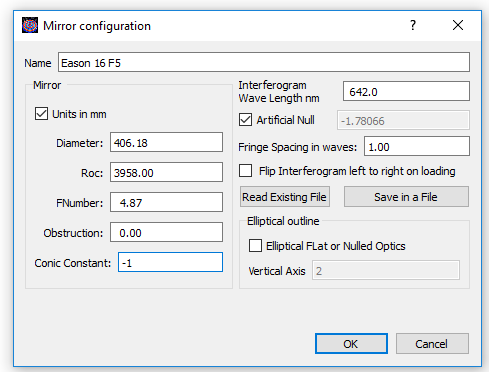 Mirror configuration
?
Name Eason 16 F5
Mirror
Units in mm
Diameter: 406.18
Roc: 3958.00
FNumber: 4.87
Obstruction: 0.00
Conic Constant: -1
Interferogram
Wave Length nm 642.0
Artificial Null -1.78066
Fringe Spacing in waves: 1.00
Flip Interferogram left to right on loading
Read Existing File Save in a File
Elliptical outline
Elliptical FLat or Nulled Optics
Vertical Axis 2
OK Cancel